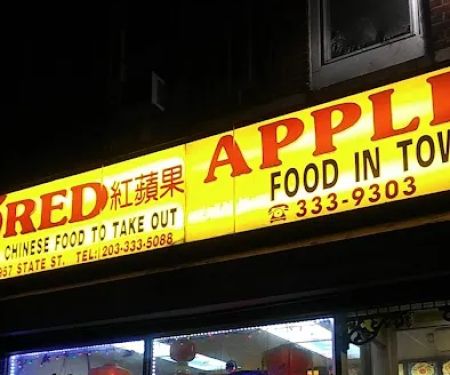 RED 紅蘋果 APPL
CHINESE FOOD TO TAKE OUT
957 STATE ST. TEL: 203-333-5088
FOOD IN TOW
☎ 333-9303